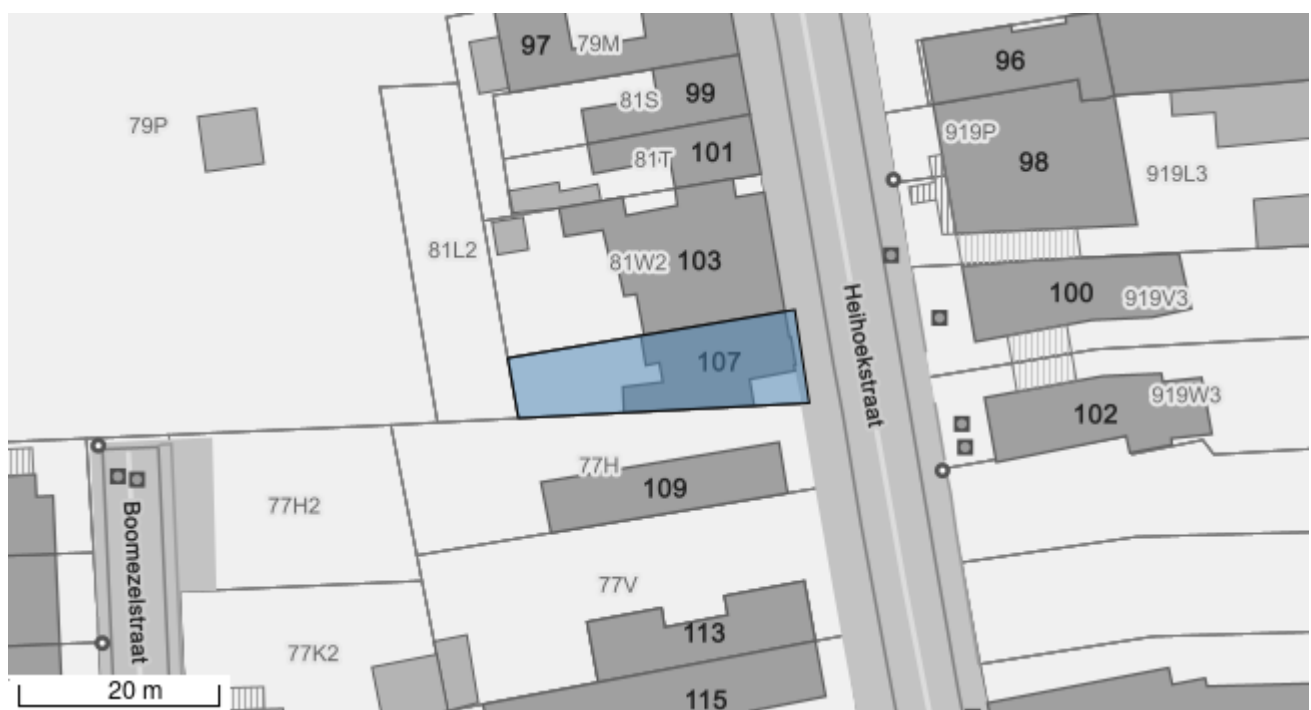 97
79M
96
99
81S
79P
919P
101
81T
98
919L3
81L2
103
81W2
100
919V3
Heihoekstraat
107
919W3
102
77H
109
77H2
Boomezelstraat
77V
113
77K2
115
20 m